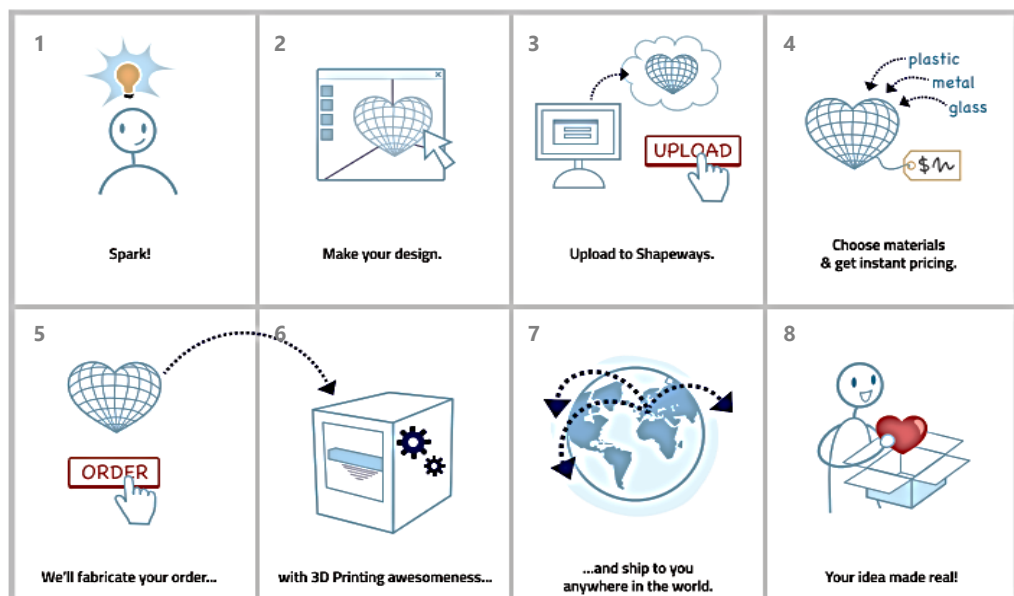 1
Spark!
2
Make your design.
3
UPLOAD
Upload to Shapeways.
4
plastic
metal
glass
$
Choose materials
& get instant pricing.
5
ORDER
We'll fabricate your order...
6
with 3D Printing awesomeness...
7
...and ship to you
anywhere in the world.
8
Your idea made real!